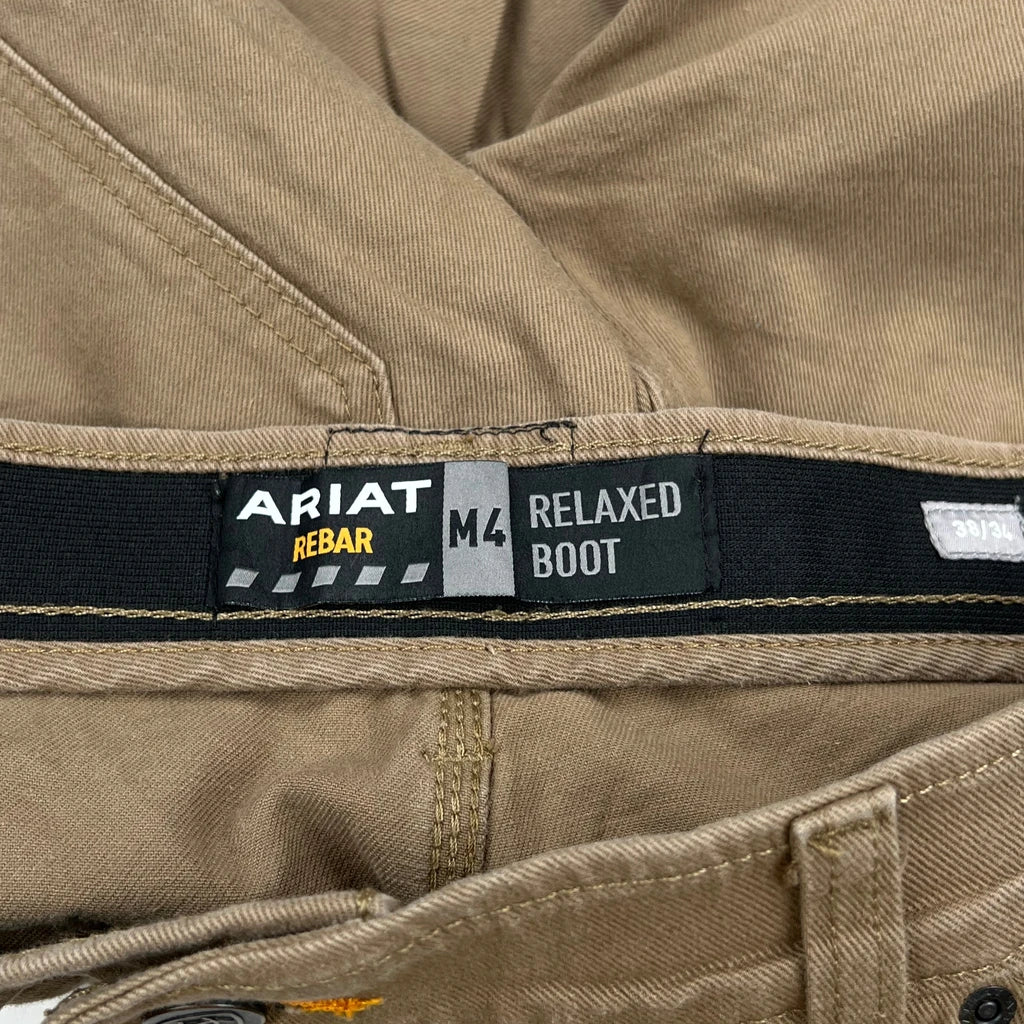 ARIAT
REBAR
M4
RELAXED
BOOT
38/34